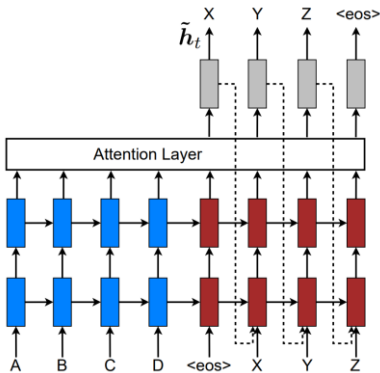 X Y Z <eos>
h̃t
Attention Layer
A B C D <eos> X Y Z